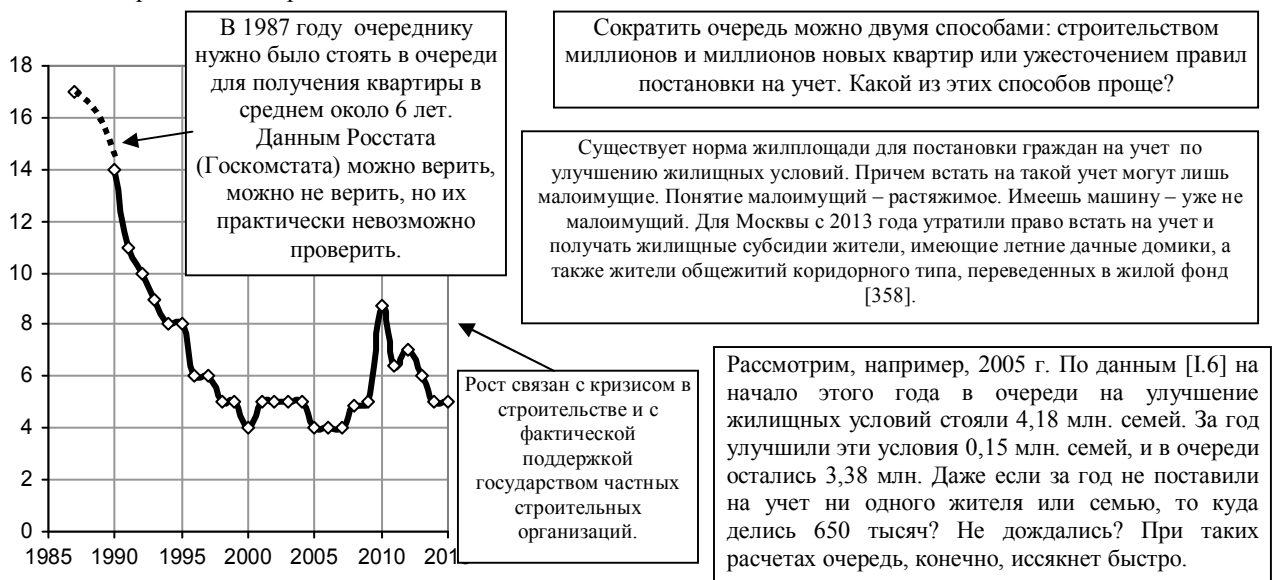 В 1987 году очереднику
нужно было стоять в очереди
для получения квартиры в
среднем около 6 лет.
Данным Росстата
(Госкомстата) можно верить,
можно не верить, но их
практически невозможно
проверить.
Сократить очередь можно двумя способами: строительством
миллионов и миллионов новых квартир или ужесточением правил
постановки на учет. Какой из этих способов проще?
Существует норма жилплощади для постановки граждан на учет по
улучшению жилищных условий. Причем встать на такой учет могут лишь
малоимущие. Понятие малоимущий – растяжимое. Имеешь машину – уже не
малоимущий. Для Москвы с 2013 года утратили право встать на учет и
получать жилищные субсидии жители, имеющие летние дачные домики, а
также жители общежитий коридорного типа, переведенных в жилой фонд
[358].
Рост связан с кризисом в
строительстве и с
фактической
поддержкой
государством частных
строительных
организаций.
Рассмотрим, например, 2005 г. По данным [I.6] на
начало этого года в очереди на улучшение
жилищных условий стояли 4,18 млн. семей. За год
улучшили эти условия 0,15 млн. семей, и в очереди
остались 3,38 млн. Даже если за год не поставили
на учет ни одного жителя или семью, то куда
делись 650 тысяч? Не дождались? При таких
расчетах очередь, конечно, иссякнет быстро.
18
16
14
12
10
8
6
4
2
0
1985 1990 1995 2000 2005 2010 201